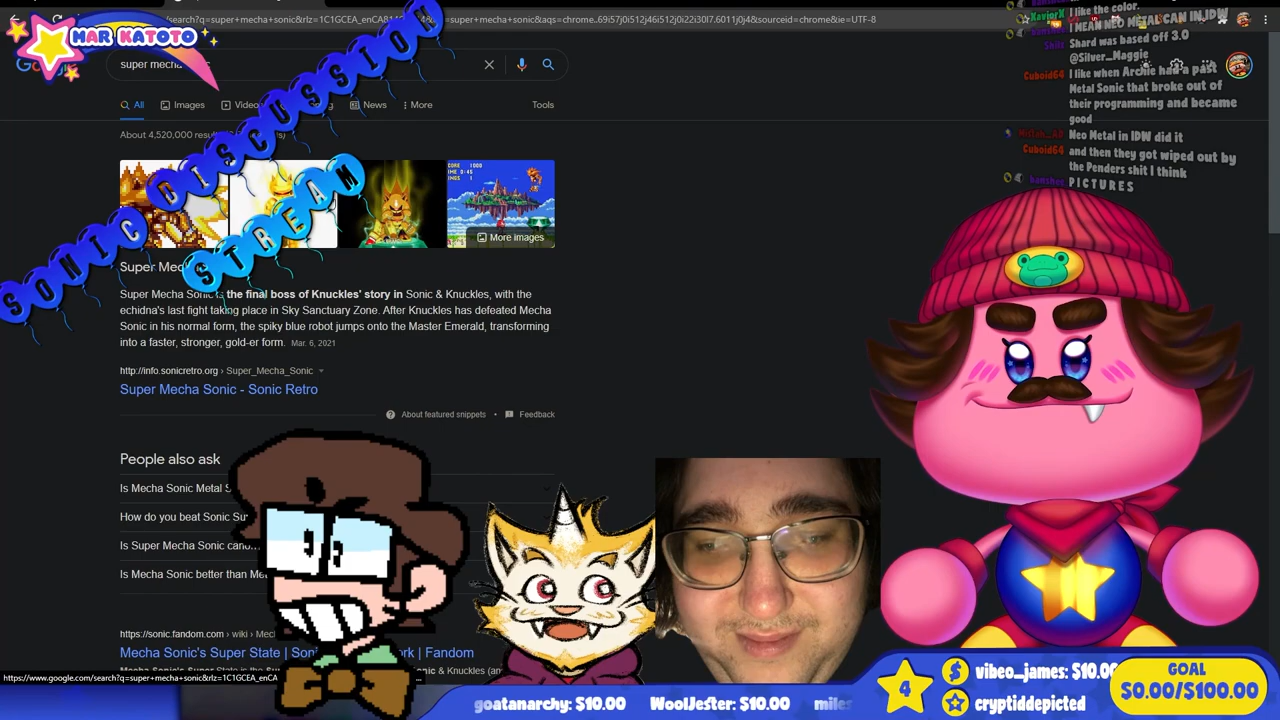 MAR KATOTO
SONIC DISCUSSION
STREAM
super mecha
All
Images
News
More
Tools
About 4,520,000
More images
Super
Super Mecha Sonic is the final boss of Knuckles' story in Sonic & Knuckles, with the
echidna's last fight taking place in Sky Sanctuary Zone. After Knuckles has defeated Mecha
Sonic in his normal form, the spiky blue robot jumps onto the Master Emerald, transforming
into a faster, stronger, gold-er form. Mar. 6, 2021
http://info.sonicretro.org › Super_Mecha_Sonic
Super Mecha Sonic - Sonic Retro
About featured snippets • Feedback
People also ask
Is Mecha Sonic Metal
How do you beat Sonic
Is Super Mecha Sonic
Is Mecha Sonic better than
https://sonic.fandom.com › wiki
Mecha Sonic's Super State | Fandom
I like the color.
I MEAN NEO METAL CAN IN IDW
Shard was based off 3.0
@Silver_Maggie
Cuboid64 I like when Archie had a past
Metal Sonic that broke out of
their programming and became
good
Neo Metal in IDW did it
Cuboid64 and then they got wiped out by
the Penders shit I think
PICTURES
goatanarchy: $10.00 WoolJester: $10.00 miles
4
vibeo_james: $10.00
cryptiddepicted
GOAL
$0.00/$100.00